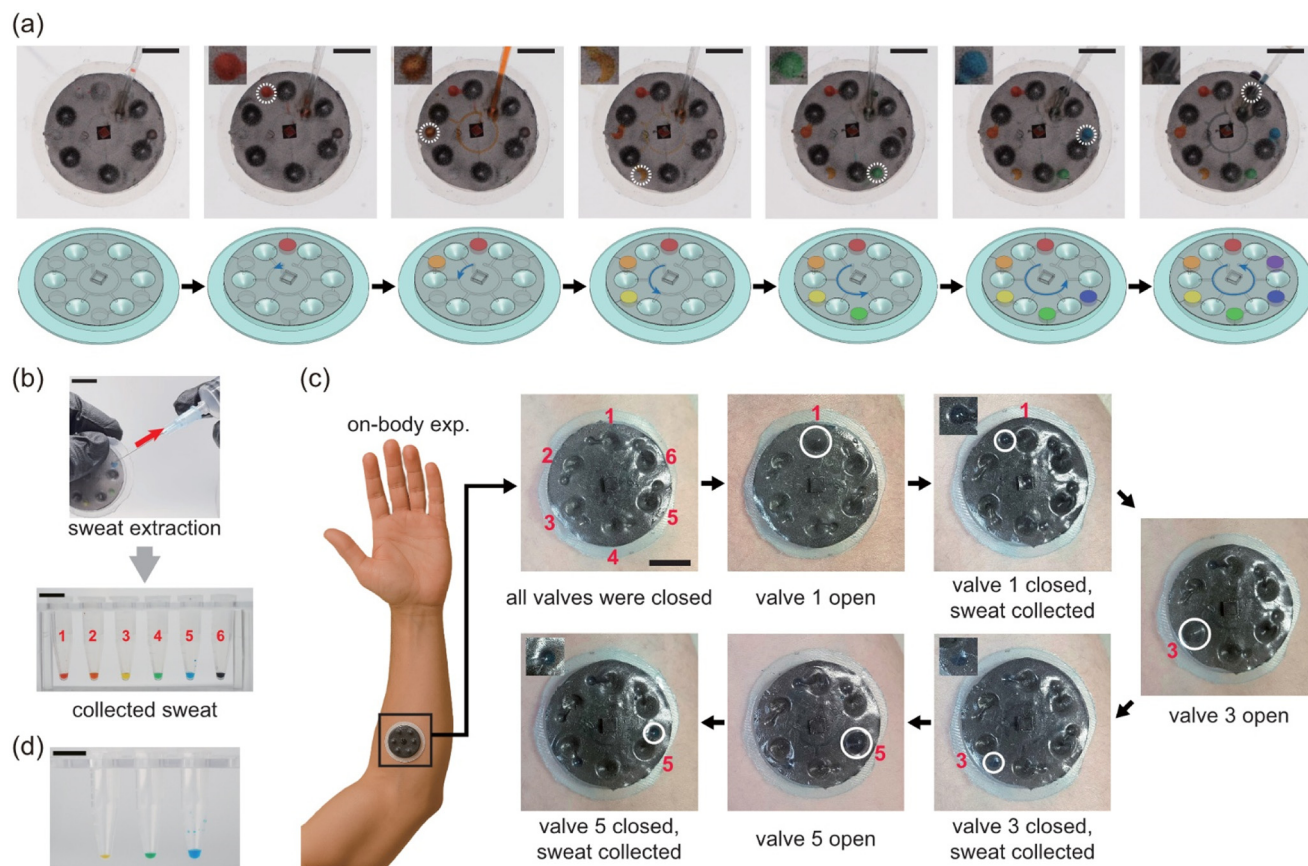 (a)
(b)
sweat extraction
1 2 3 4 5 6
collected sweat
(c)
on-body exp.
1
2
6
3
5
4
all valves were closed
1
valve 1 open
1
valve 1 closed,
sweat collected
3
valve 3 open
3
valve 3 closed,
sweat collected
5
valve 5 open
5
valve 5 closed,
sweat collected
(d)